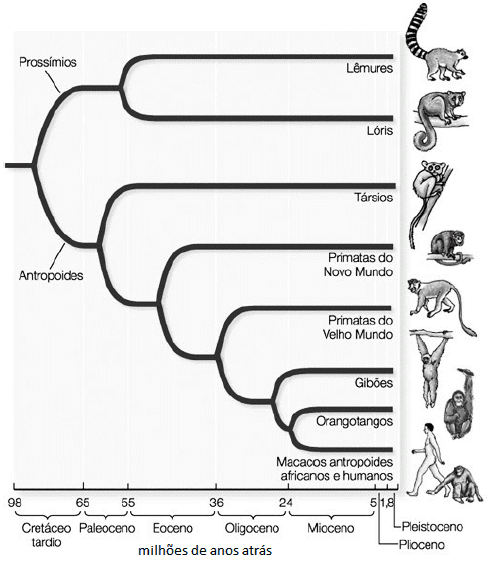 Prossímios
Lêmures
Lóris
Társios
Antropoides
Primatas do
Novo Mundo
Primatas do
Velho Mundo
Gibões
Orangotangos
Macacos antropoides
africanos e humanos
98 65 55 36 24 5 1,8
Cretáceo
tardio
Paleoceno
Eoceno
Oligoceno
Mioceno
Pleistoceno
Plioceno
milhões de anos atrás